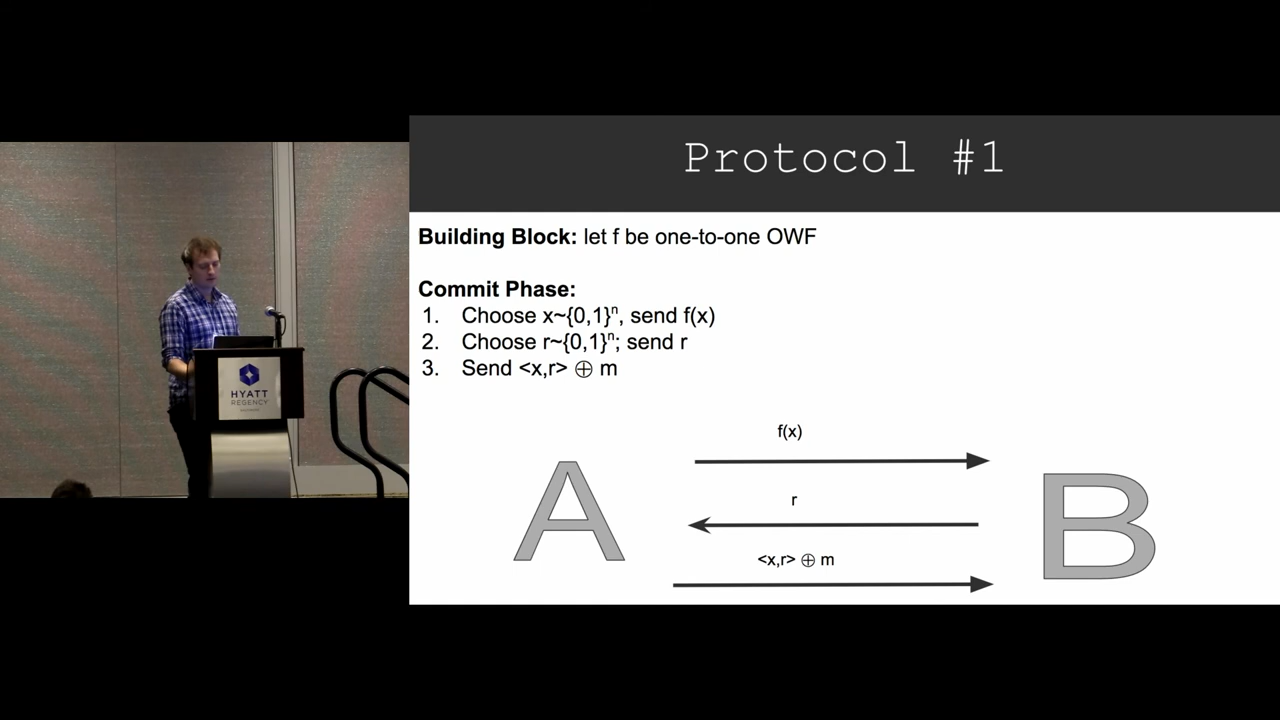 Protocol #1
Building Block: let f be one-to-one OWF
Commit Phase:
1. Choose x~{0,1}ⁿ, send f(x)
2. Choose r~{0,1}ⁿ; send r
3. Send <x,r> ⊕ m
f(x)
A
r
B
<x,r> ⊕ m
HYATT
REGENCY